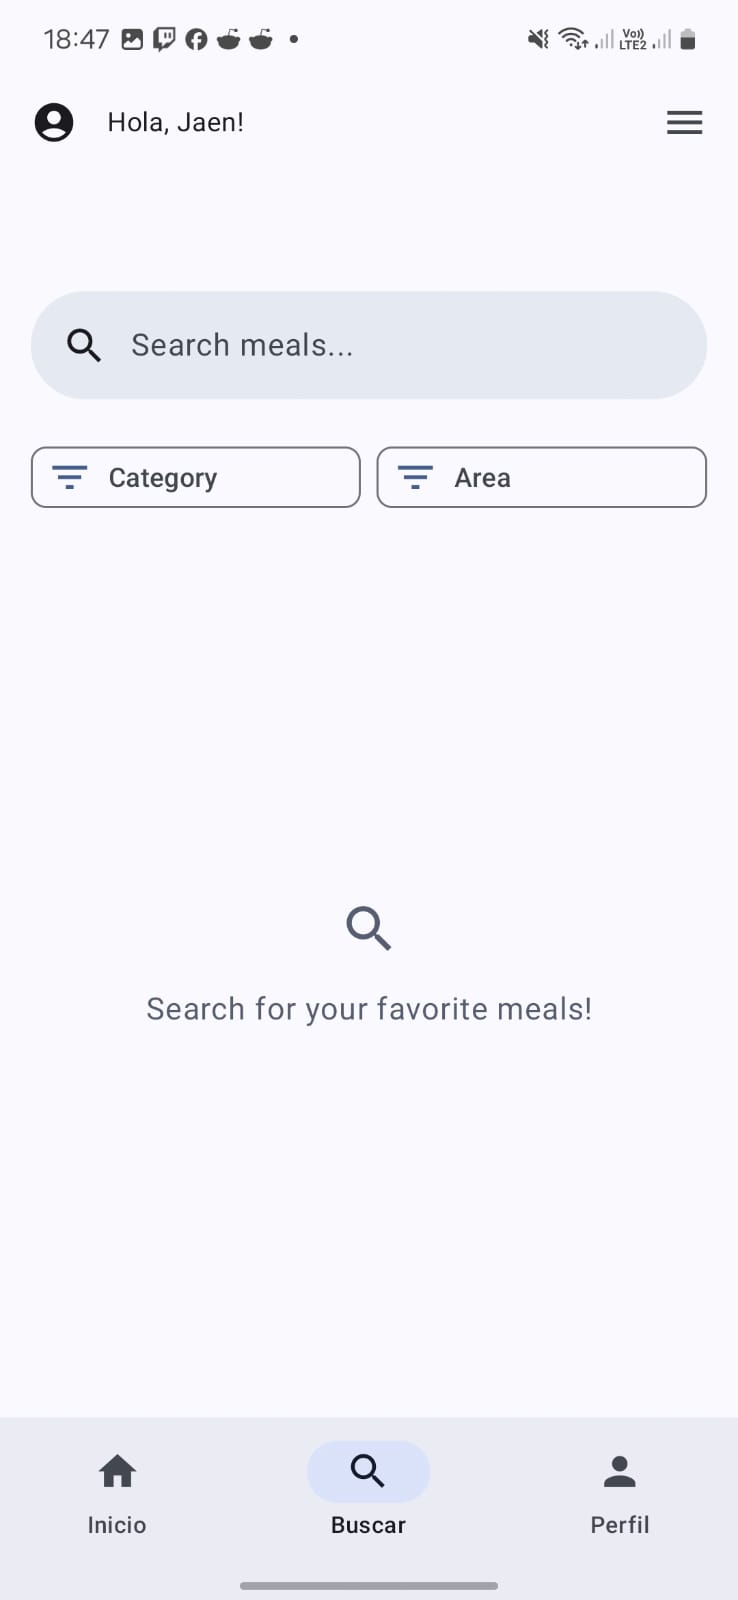 18:47
Vo))
LTE2
Hola, Jaen!
Search meals...
Category
Area
Search for your favorite meals!
Inicio
Buscar
Perfil